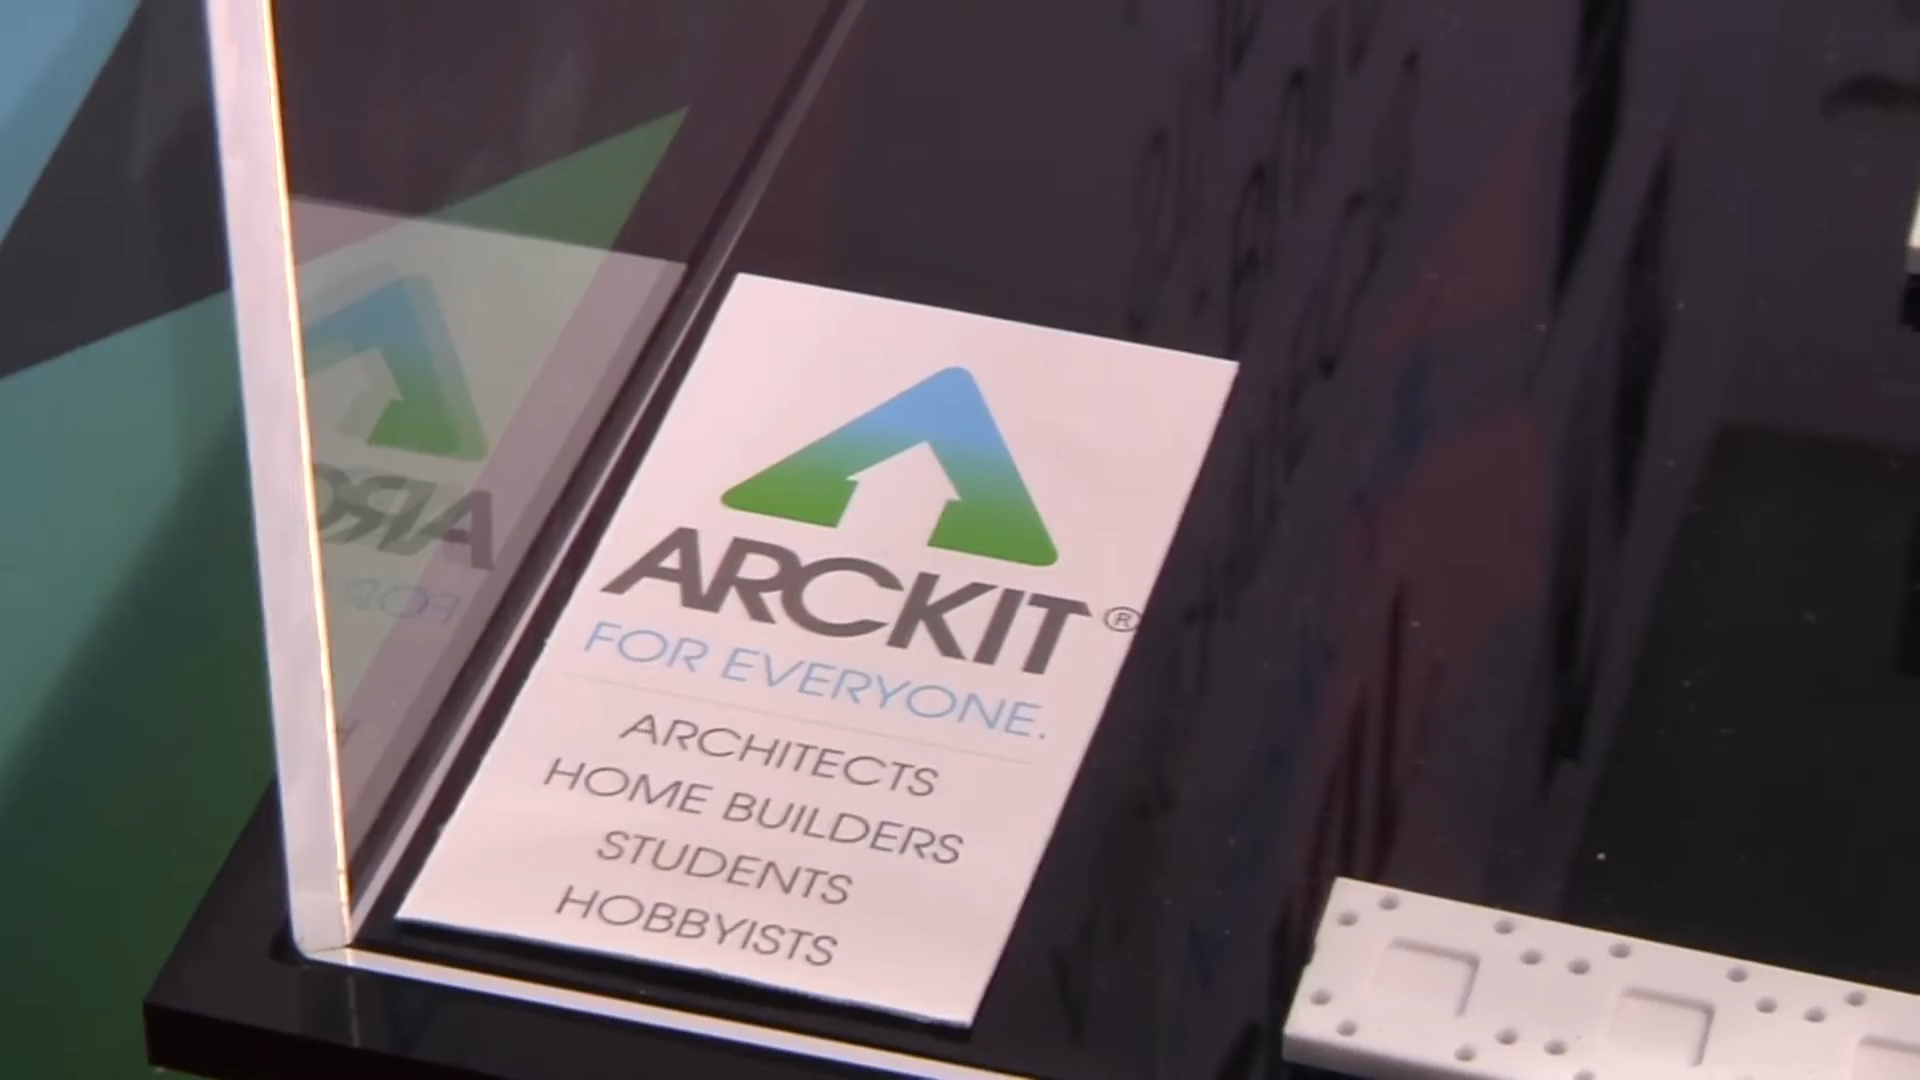 ARCKIT®
FOR EVERYONE.
ARCHITECTS
HOME BUILDERS
STUDENTS
HOBBYISTS